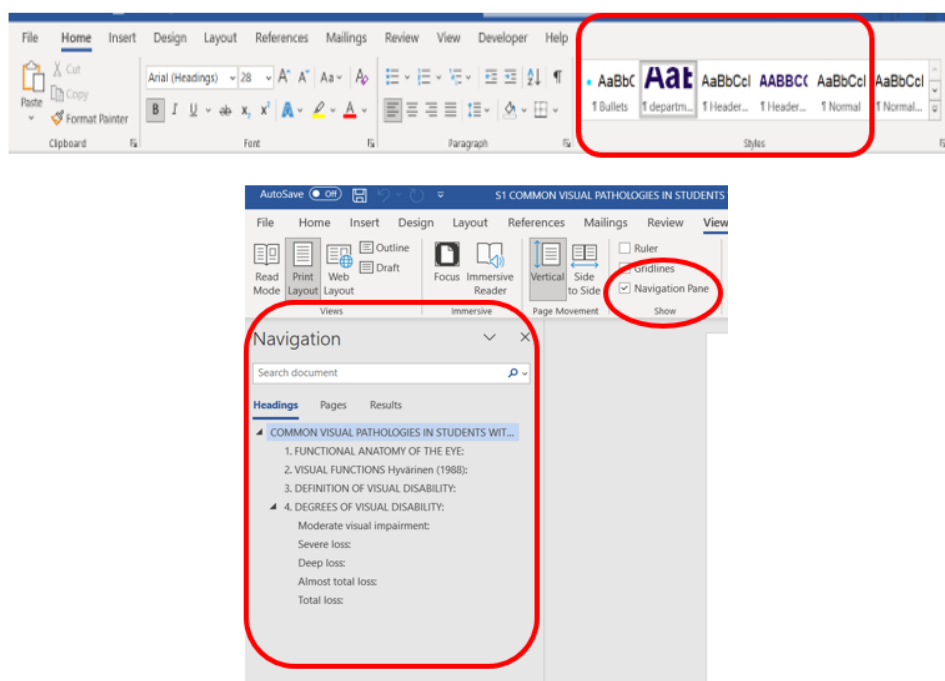 File Home Insert Design Layout References Mailings Review View Developer Help
Cut
Copy
Paste
Format Painter
Clipboard
Arial (Headings) 28 A A Aa A
B I U ab x₂ x² A A
Font
Paragraph
AaBbC AaB AaBbCcI AABBCC AaBbCcI AaBbCcI
¶ Bullets ¶ departm... ¶ Header... ¶ Header... ¶ Normal ¶ Normal...
Styles
AutoSave Off S1 COMMON VISUAL PATHOLOGIES IN STUDENTS
File Home Insert Design Layout References Mailings Review View
Read Mode
Print Layout
Web Layout
Outline
Draft
Views
Focus
Immersive Reader
Immersive
Vertical
Side to Side
Page Movement
Ruler
Gridlines
Navigation Pane
Show
Navigation
Search document
Headings Pages Results
COMMON VISUAL PATHOLOGIES IN STUDENTS WIT...
1. FUNCTIONAL ANATOMY OF THE EYE:
2. VISUAL FUNCTIONS Hyvärinen (1988):
3. DEFINITION OF VISUAL DISABILITY:
4. DEGREES OF VISUAL DISABILITY:
Moderate visual impairment:
Severe loss:
Deep loss:
Almost total loss:
Total loss: